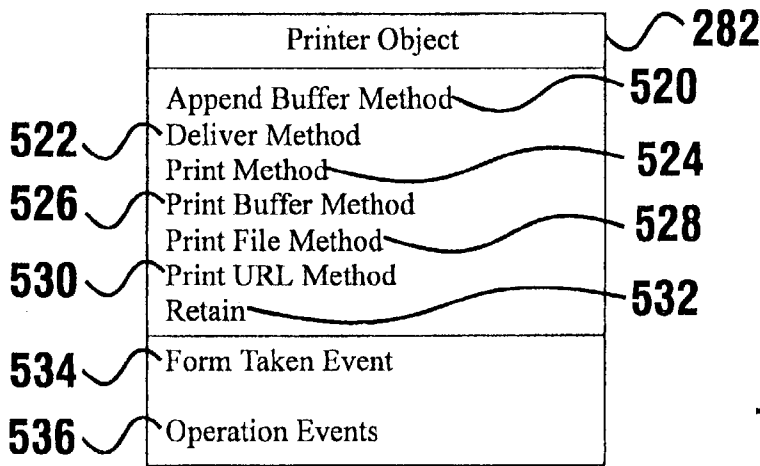 Printer Object 282
Append Buffer Method 520
522 Deliver Method
Print Method 524
526 Print Buffer Method
Print File Method 528
530 Print URL Method
Retain 532
534 Form Taken Event
536 Operation Events